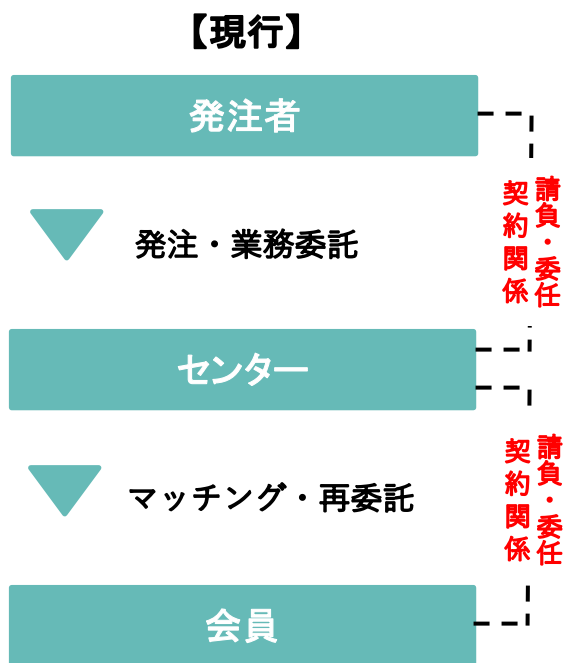 【現行】
発注者
請負・委任
契約関係
発注・業務委託
センター
請負・委任
契約関係
マッチング・再委託
会員